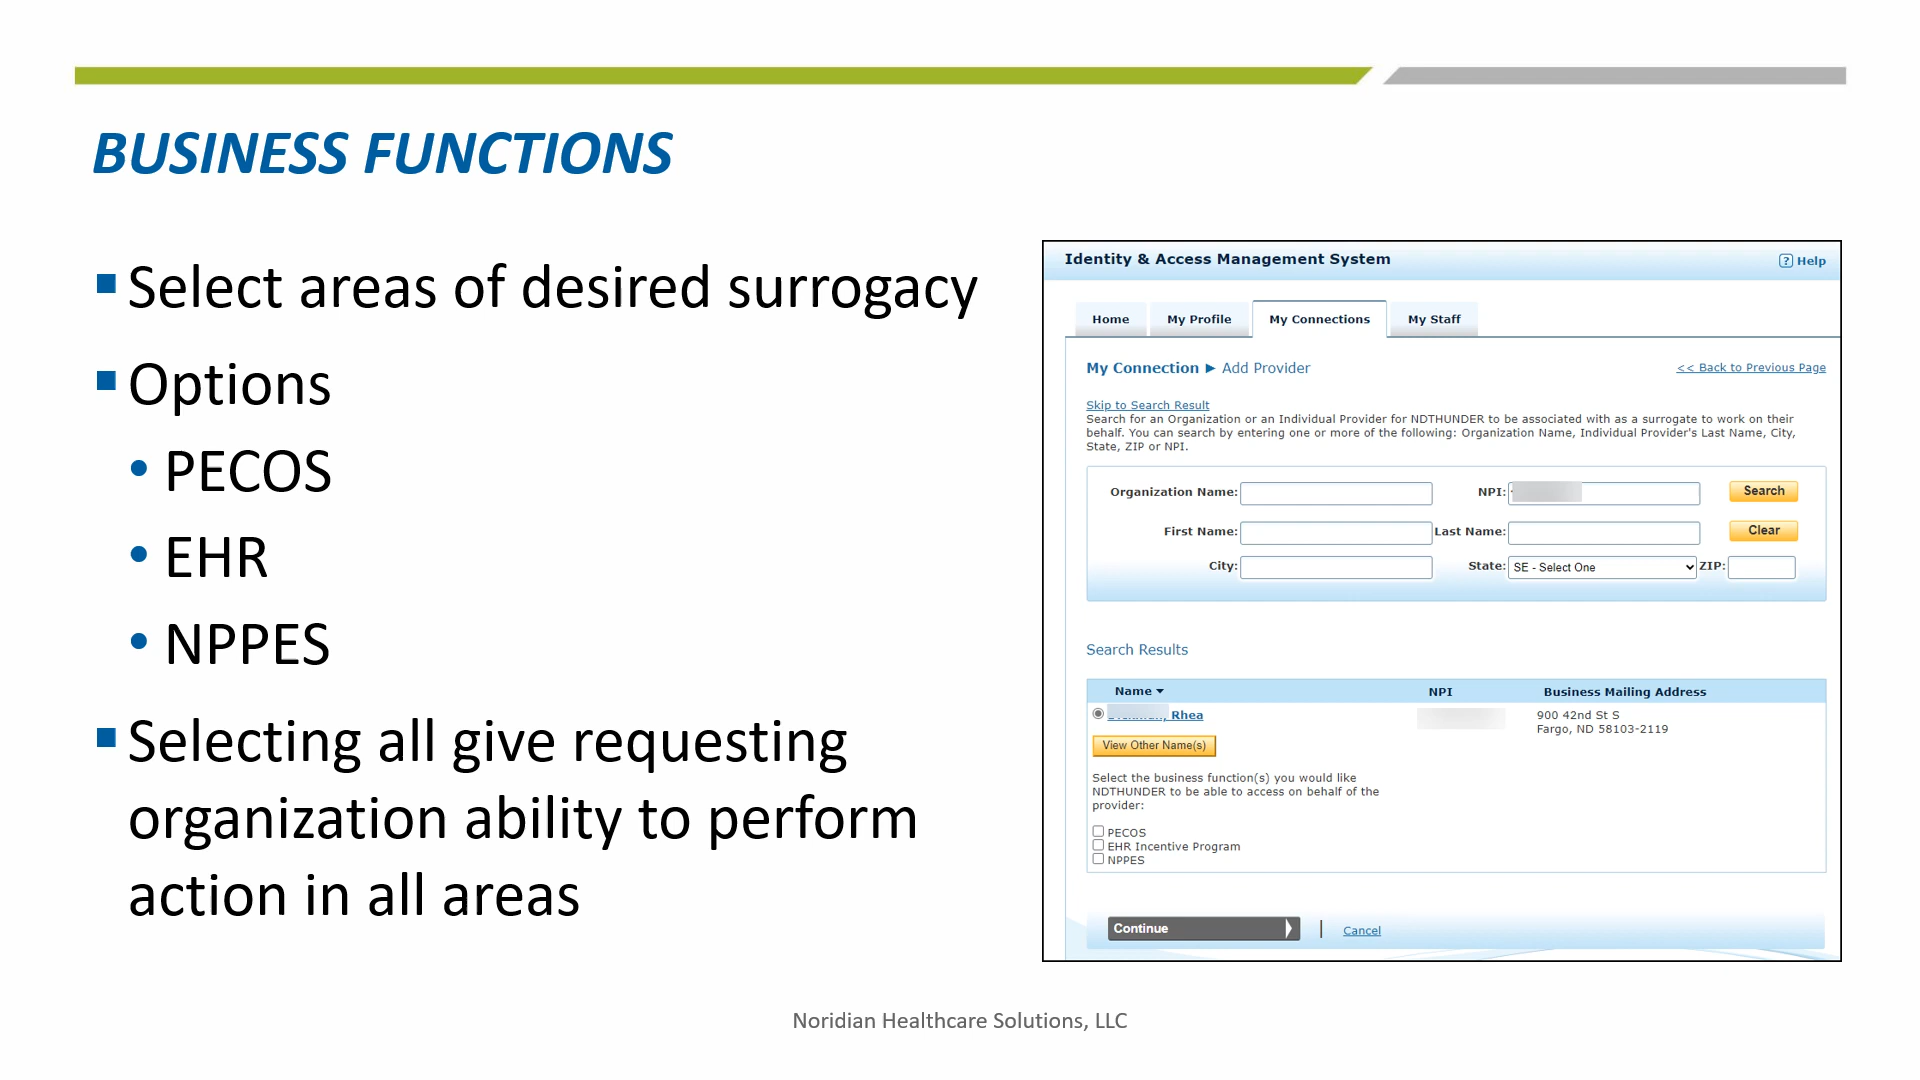 BUSINESS FUNCTIONS
Select areas of desired surrogacy
Options
PECOS
EHR
NPPES
Selecting all give requesting
organization ability to perform
action in all areas
Identity & Access Management System
? Help
Home My Profile My Connections My Staff
My Connection ▶ Add Provider
<< Back to Previous Page
Skip to Search Result
Search for an Organization or an Individual Provider for NDTHUNDER to be associated with as a surrogate to work on their
behalf. You can search by entering one or more of the following: Organization Name, Individual Provider's Last Name, City,
State, ZIP or NPI.
Organization Name: NPI: Search
First Name: Last Name: Clear
City: State: SE - Select One ZIP:
Search Results
Name NPI Business Mailing Address
Rhea 900 42nd St S
Fargo, ND 58103-2119
View Other Name(s)
Select the business function(s) you would like
NDTHUNDER to be able to access on behalf of the
provider:
PECOS
EHR Incentive Program
NPPES
Continue | Cancel
Noridian Healthcare Solutions, LLC